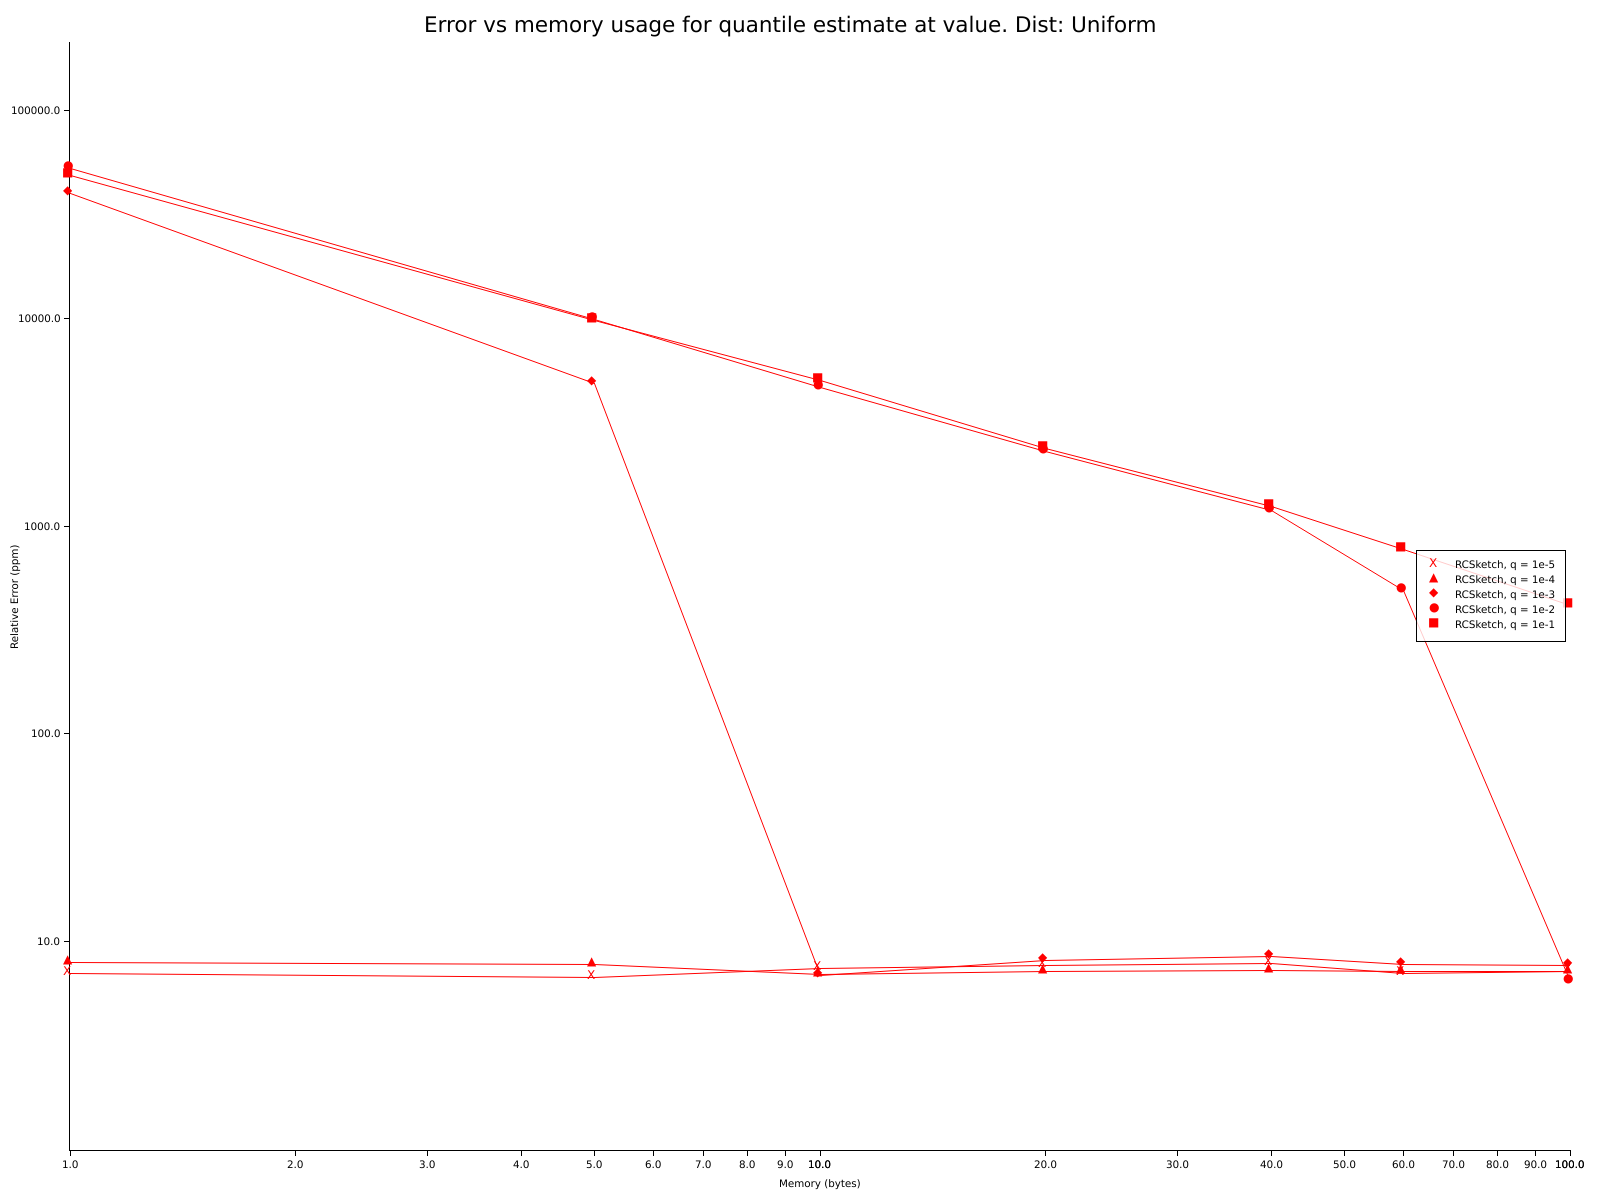 Error vs memory usage for quantile estimate at value. Dist: Uniform
100000.0
10000.0
1000.0
100.0
10.0
Relative Error (ppm)
RCSketch, q = 1e-5
RCSketch, q = 1e-4
RCSketch, q = 1e-3
RCSketch, q = 1e-2
RCSketch, q = 1e-1
1.0 2.0 3.0 4.0 5.0 6.0 7.0 8.0 9.0 10.0 20.0 30.0 40.0 50.0 60.0 70.0 80.0 90.0 100.0
Memory (bytes)